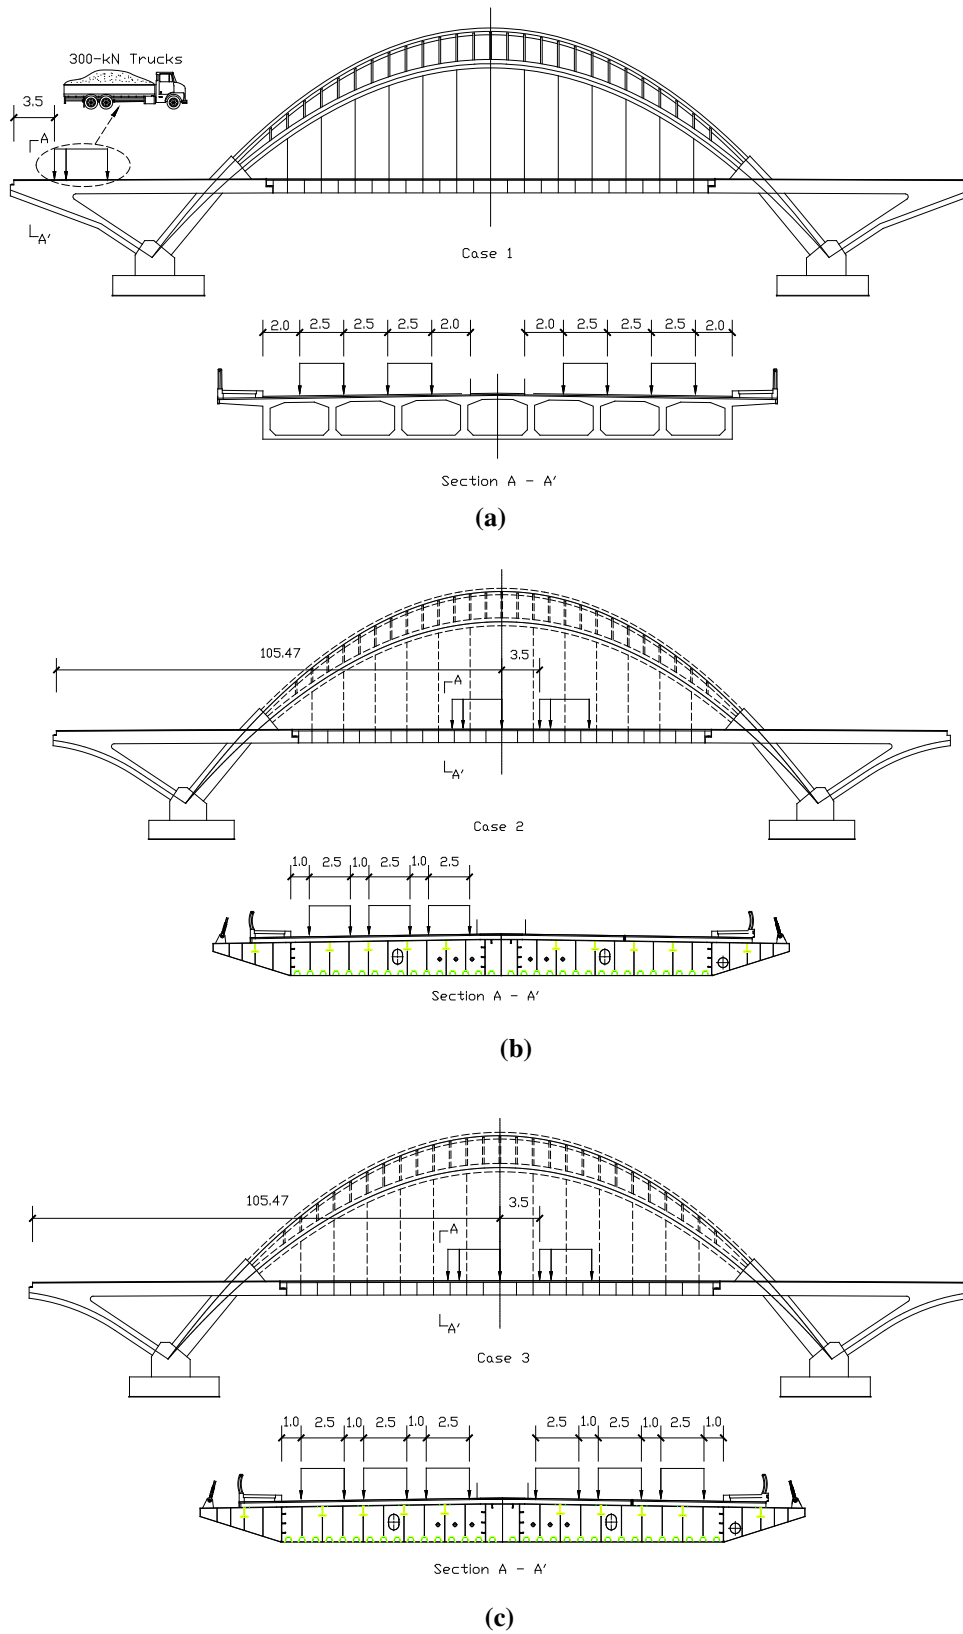 300-kN Trucks
3.5
A
A'
Case 1
2.0 2.5 2.5 2.5 2.0 2.0 2.5 2.5 2.5 2.0
Section A - A'
(a)
105.47 3.5
A
A'
Case 2
1.0 2.5 1.0 2.5 1.0 2.5
Section A - A'
(b)
105.47 3.5
A
A'
Case 3
1.0 2.5 1.0 2.5 1.0 2.5 2.5 1.0 2.5 1.0 2.5 1.0
Section A - A'
(c)